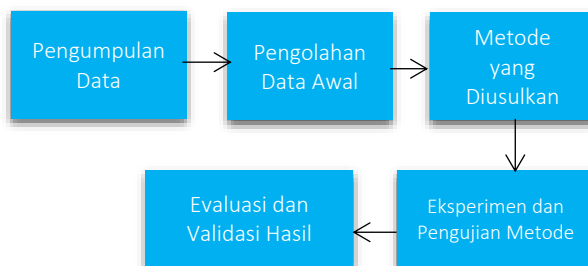 Pengumpulan
Data
Pengolahan
Data Awal
Metode
yang
Diusulkan
Eksperimen dan
Pengujian Metode
Evaluasi dan
Validasi Hasil